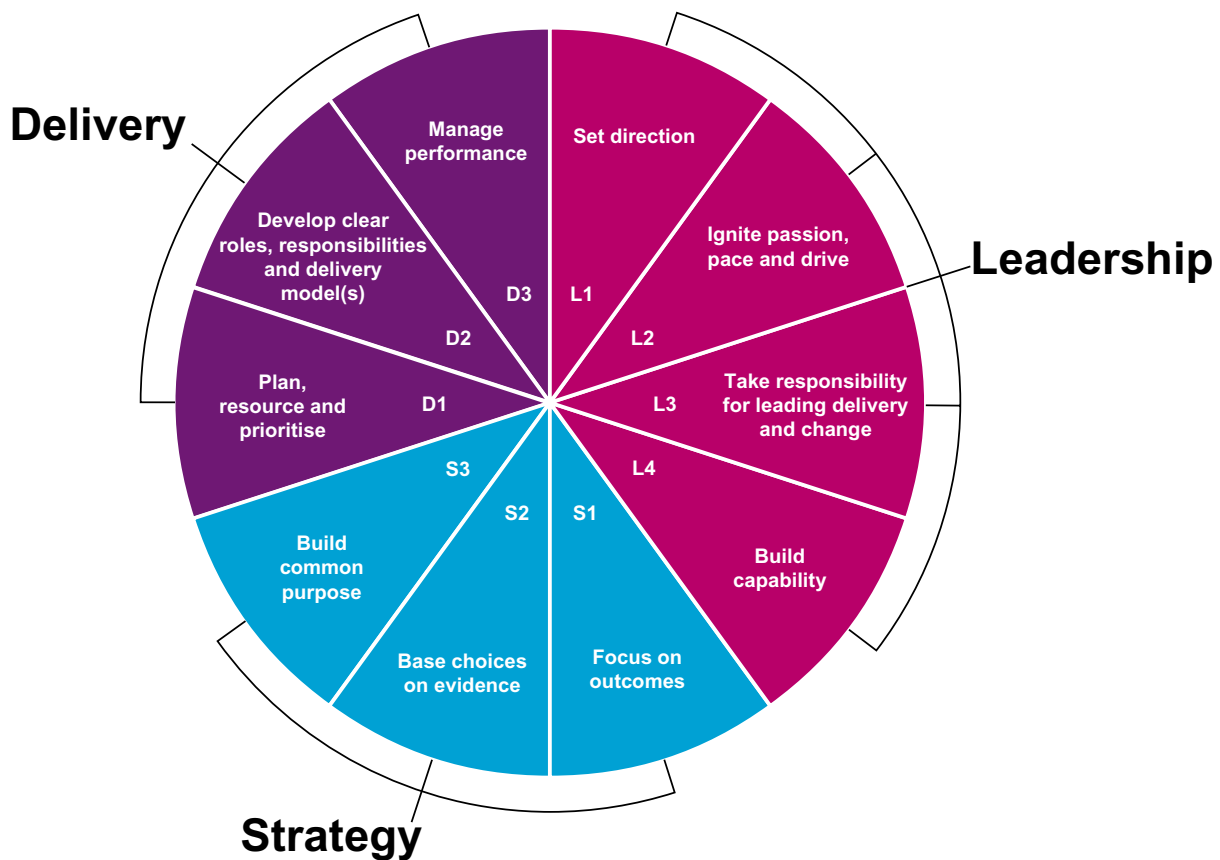 Delivery
Leadership
Strategy
Set direction
L1
Ignite passion,
pace and drive
L2
Take responsibility
for leading delivery
and change
L3
Build
capability
L4
Focus on
outcomes
S1
Base choices
on evidence
S2
Build
common
purpose
S3
Plan,
resource and
prioritise
D1
Develop clear
roles, responsibilities
and delivery
model(s)
D2
Manage
performance
D3